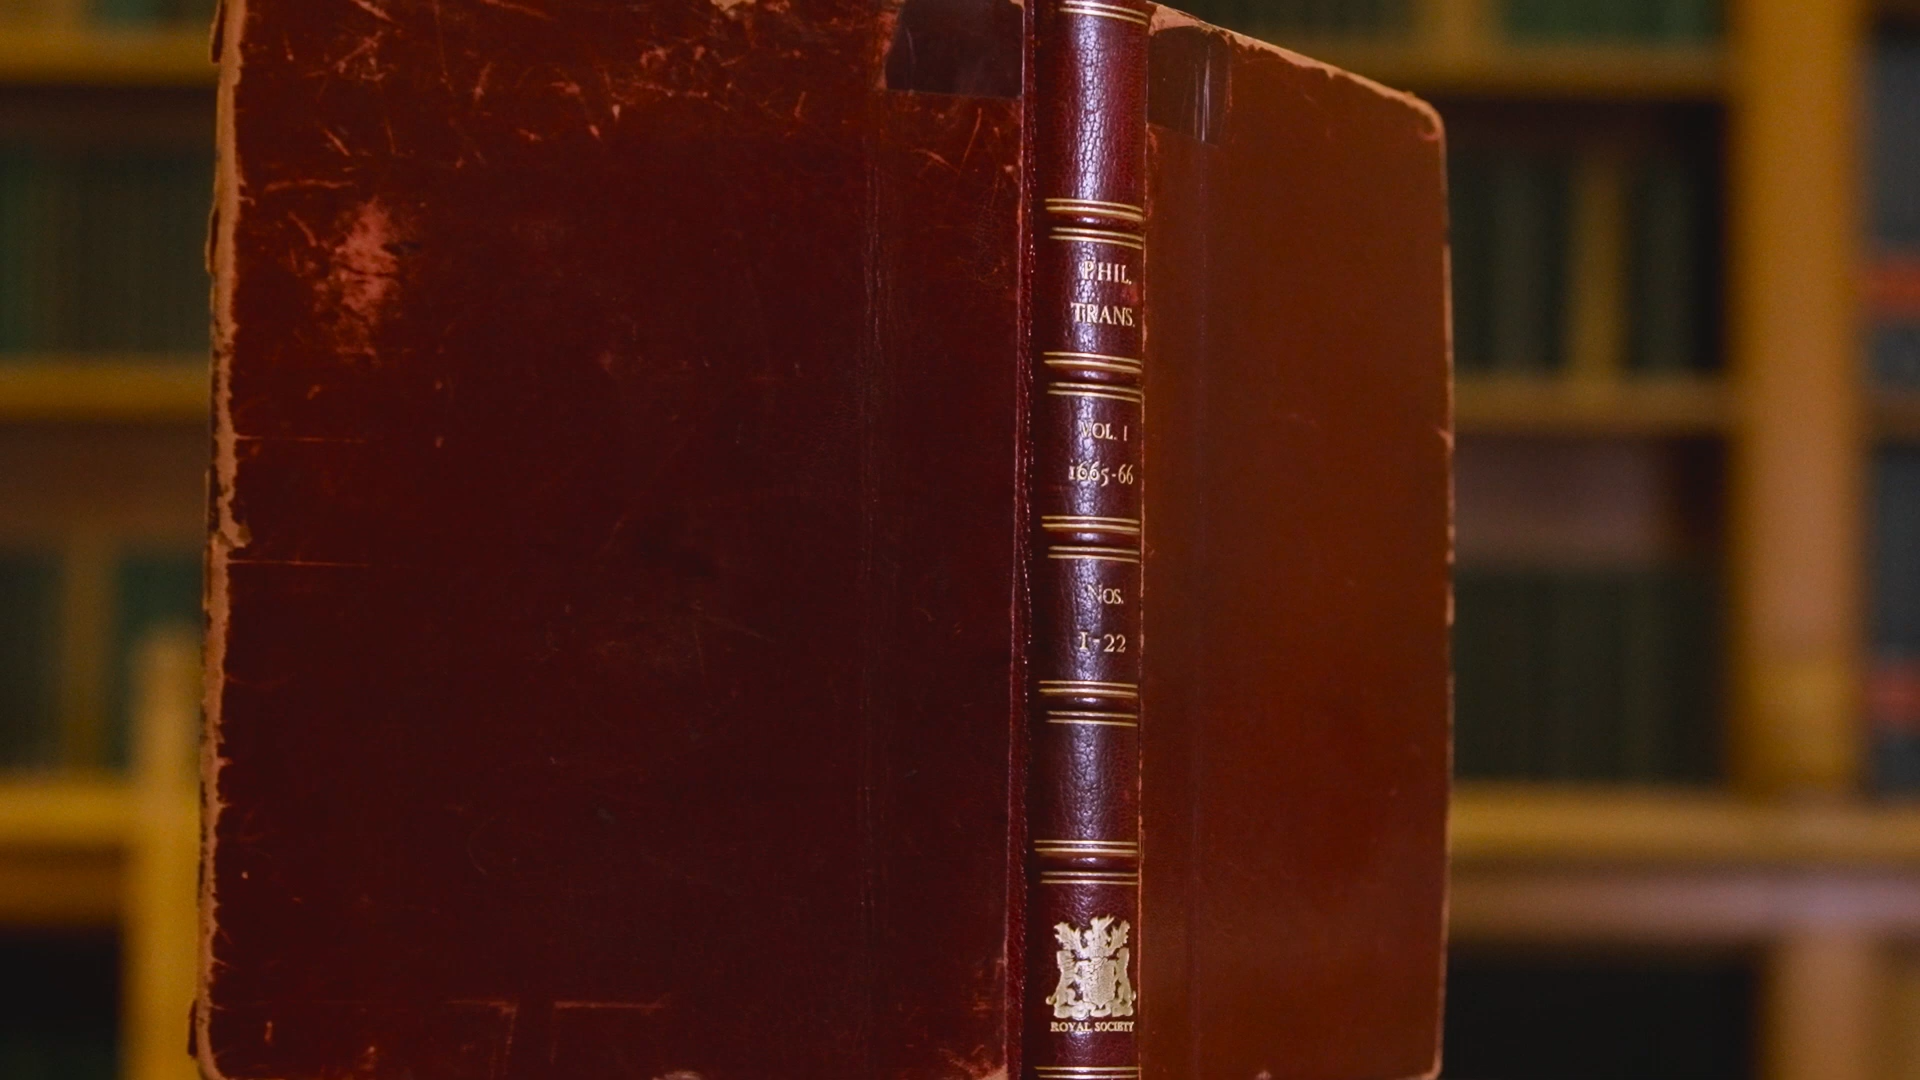 PHIL.
TRANS.
VOL. I
1665-66
Nos.
1-22
ROYAL SOCIETY